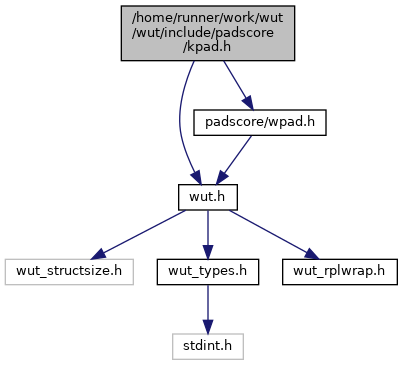 /home/runner/work/wut
/wut/include/padscore
/kpad.h
padscore/wpad.h
wut.h
wut_structsize.h
wut_types.h
wut_rplwrap.h
stdint.h